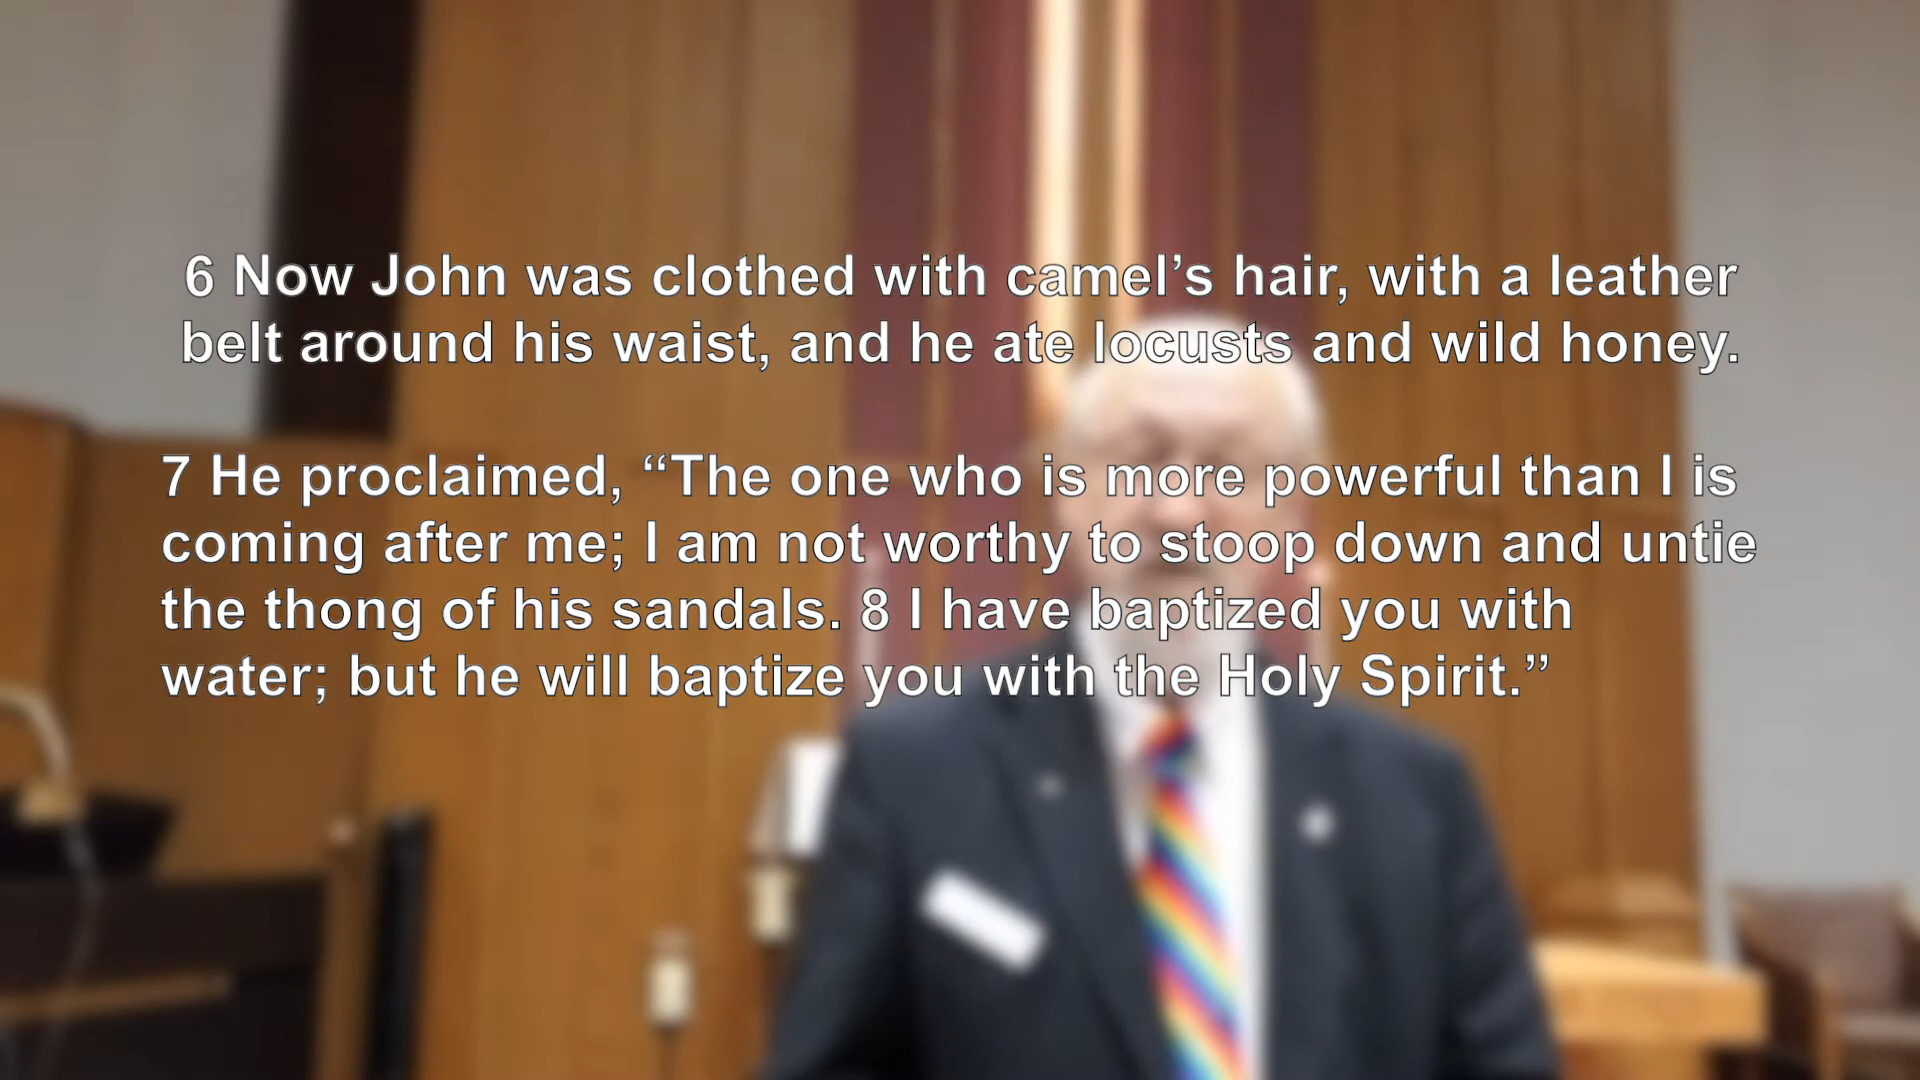 6 Now John was clothed with camel’s hair, with a leather
belt around his waist, and he ate locusts and wild honey.
7 He proclaimed, “The one who is more powerful than I is
coming after me; I am not worthy to stoop down and untie
the thong of his sandals. 8 I have baptized you with
water; but he will baptize you with the Holy Spirit.”